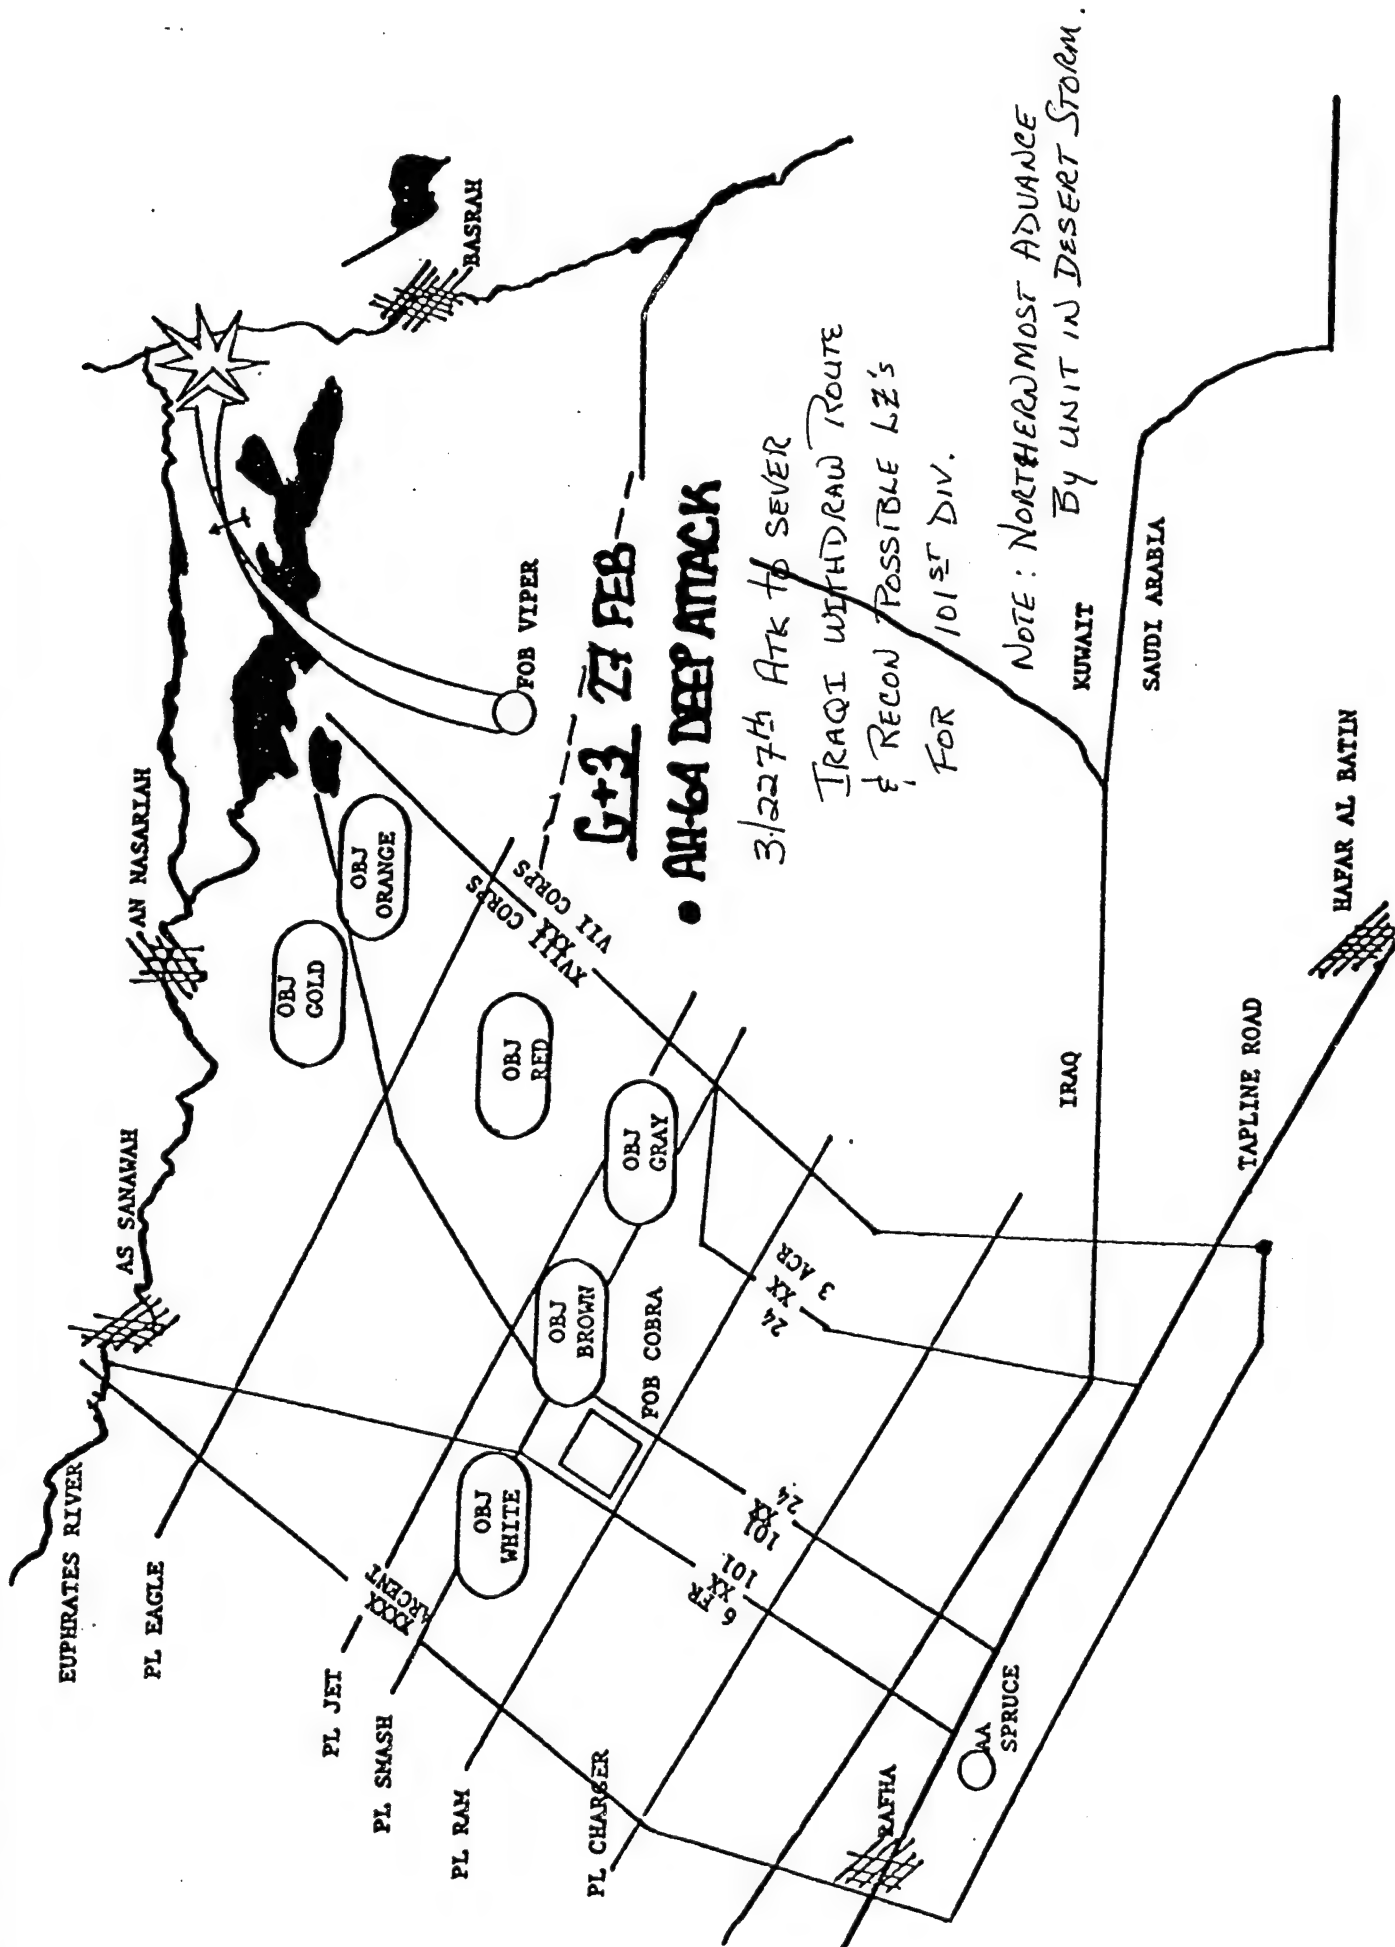 EUPHRATES RIVER
AS SANAWAH
AN NASARIAH
BASRAH
PL EAGLE
PL JET
PL SMASH
PL RAM
PL CHARGER
XXXX
ARCENT
OBJ
WHITE
OBJ
BROWN
OBJ
GRAY
OBJ
RED
OBJ
GOLD
OBJ
ORANGE
FOB COBRA
FOB VIPER
XVIII CORPS
XXX
VII CORPS
6 FR
XX
101
101
XX
24
24
XX
3 ACR
G+3 27 FEB
• AH-64 DEEP ATTACK
3/227th ATK to SEVER
IRAQI WITHDRAW ROUTE
& RECON POSSIBLE LZ's
FOR 101ST DIV.
NOTE: NORTHERNMOST ADVANCE
By UNIT IN DESERT STORM.
IRAQ
KUWAIT
SAUDI ARABIA
RAFHA
AA
SPRUCE
TAPLINE ROAD
HAFAR AL BATIN